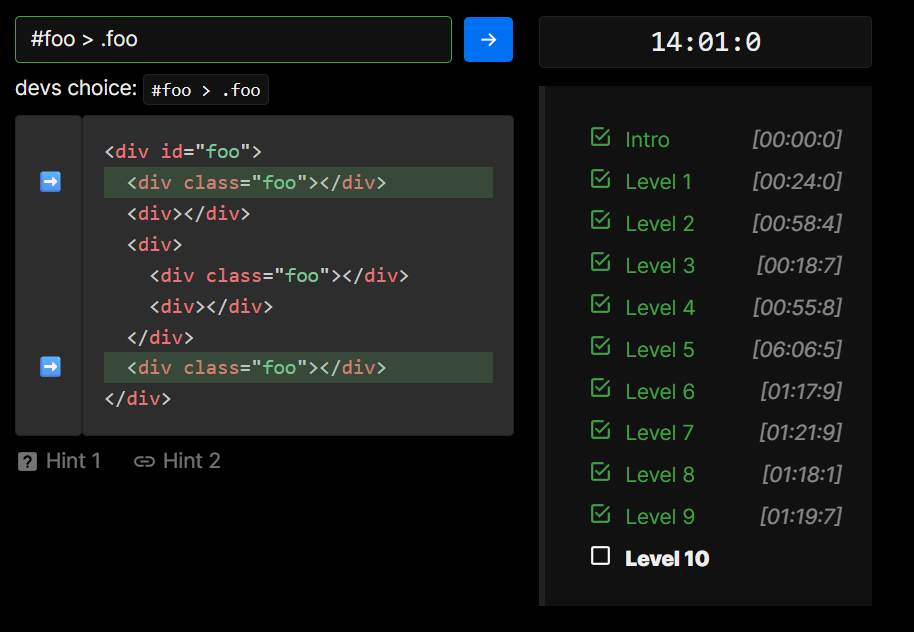 #foo > .foo
devs choice: #foo > .foo
<div id="foo">
<div class="foo"></div>
<div></div>
<div>
<div class="foo"></div>
<div></div>
</div>
<div class="foo"></div>
</div>
? Hint 1
Hint 2
14:01:0
Intro [00:00:0]
Level 1 [00:24:0]
Level 2 [00:58:4]
Level 3 [00:18:7]
Level 4 [00:55:8]
Level 5 [06:06:5]
Level 6 [01:17:9]
Level 7 [01:21:9]
Level 8 [01:18:1]
Level 9 [01:19:7]
Level 10